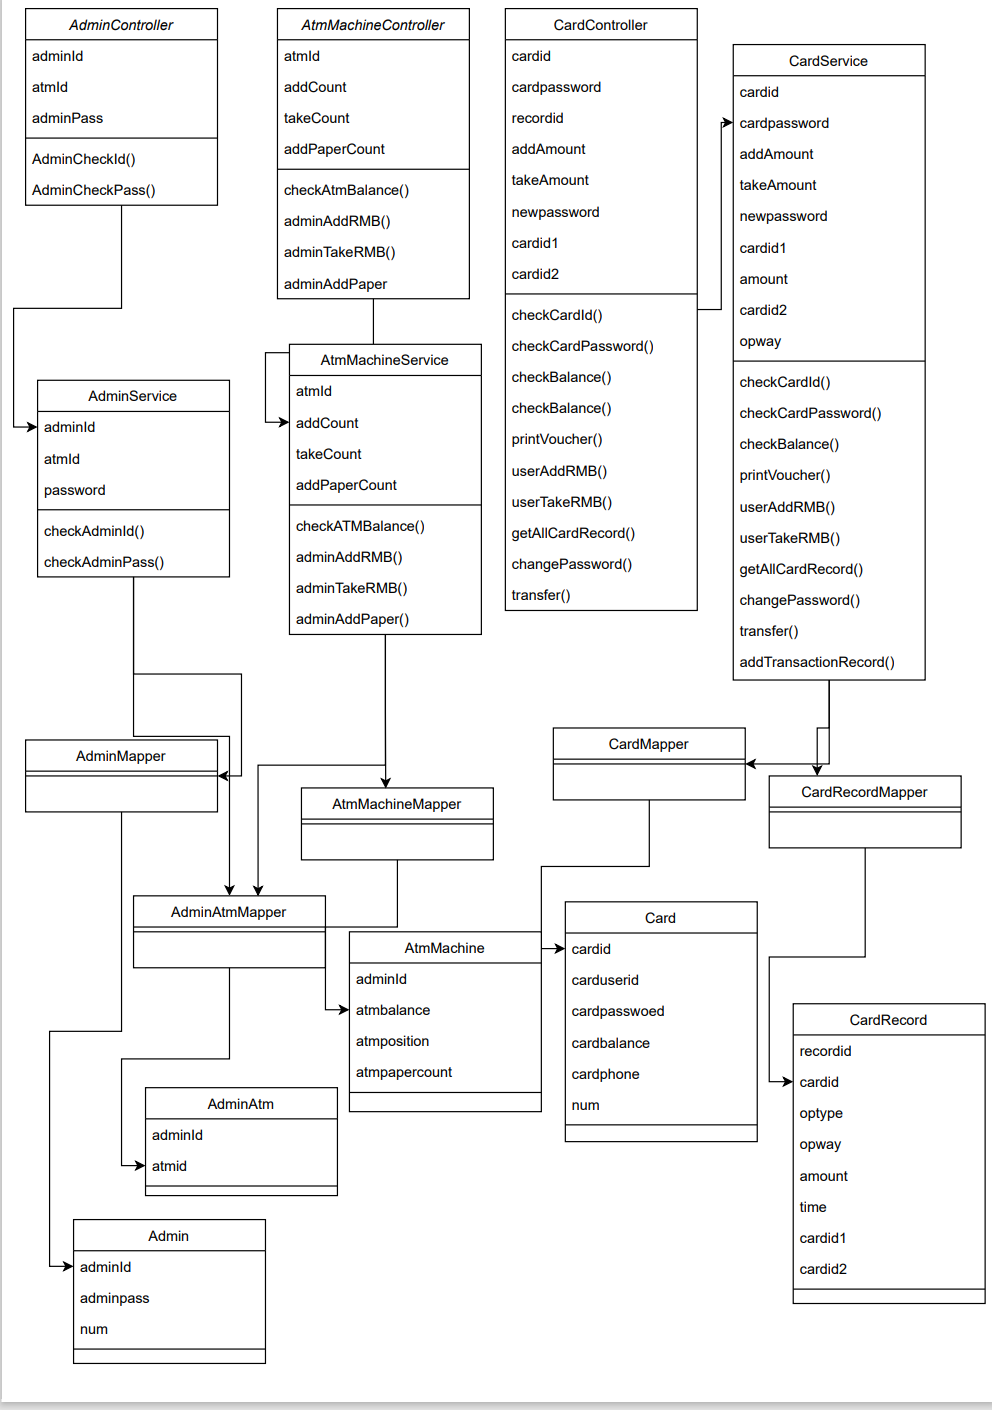 AdminController
adminId
atmId
adminPass
AdminCheckId()
AdminCheckPass()
AtmMachineController
atmId
addCount
takeCount
addPaperCount
checkAtmBalance()
adminAddRMB()
adminTakeRMB()
adminAddPaper
CardController
cardid
cardpassword
recordid
addAmount
takeAmount
newpassword
cardid1
cardid2
checkCardId()
checkCardPassword()
checkBalance()
checkBalance()
printVoucher()
userAddRMB()
userTakeRMB()
getAllCardRecord()
changePassword()
transfer()
CardService
cardid
cardpassword
addAmount
takeAmount
newpassword
cardid1
amount
cardid2
opway
checkCardId()
checkCardPassword()
checkBalance()
printVoucher()
userAddRMB()
userTakeRMB()
getAllCardRecord()
changePassword()
transfer()
addTransactionRecord()
AdminService
adminId
atmId
password
checkAdminId()
checkAdminPass()
AtmMachineService
atmId
addCount
takeCount
addPaperCount
checkATMBalance()
adminAddRMB()
adminTakeRMB()
adminAddPaper()
AdminMapper
AtmMachineMapper
CardMapper
CardRecordMapper
AdminAtmMapper
AtmMachine
adminId
atmbalance
atmposition
atmpapercount
Card
cardid
carduserid
cardpasswoed
cardbalance
cardphone
num
CardRecord
recordid
cardid
optype
opway
amount
time
cardid1
cardid2
AdminAtm
adminId
atmid
Admin
adminId
adminpass
num